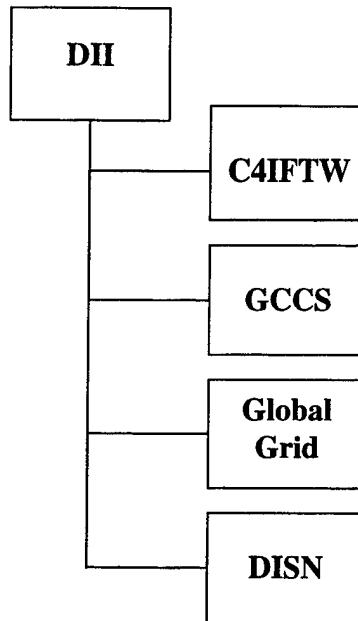 DII
C4IFTW
GCCS
Global
Grid
DISN